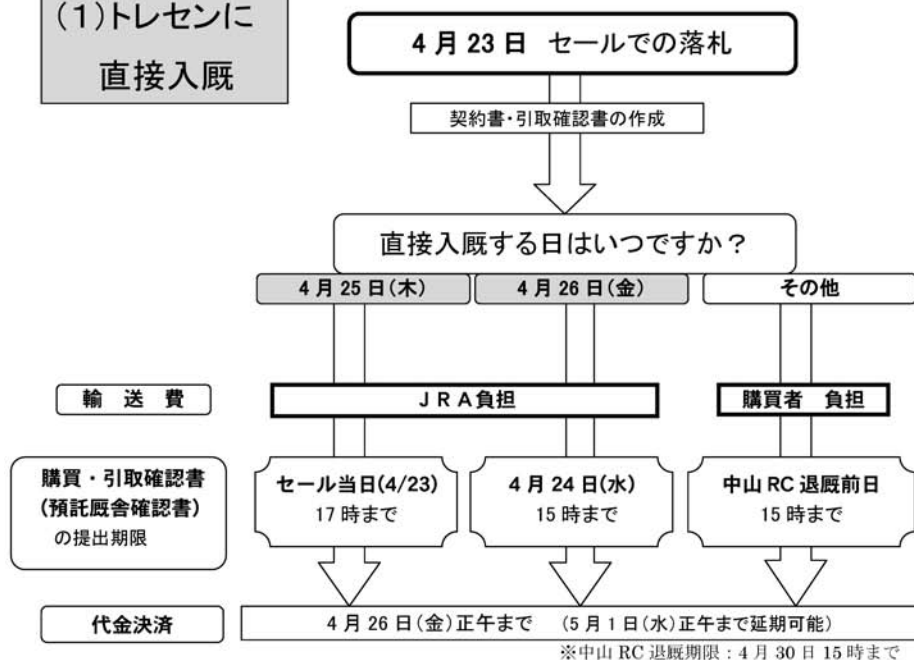 (1)トレセンに
直接入厩
4月23日 セールでの落札
契約書・引取確認書の作成
直接入厩する日はいつですか?
4月25日(木)
4月26日(金)
その他
輸 送 費
JRA負担
購買者 負担
購買・引取確認書
(預託厩舎確認書)
の提出期限
セール当日(4/23)
17時まで
4月24日(水)
15時まで
中山RC退厩前日
15時まで
代金決済
4月26日(金)正午まで (5月1日(水)正午まで延期可能)
※中山RC退厩期限:4月30日15時まで